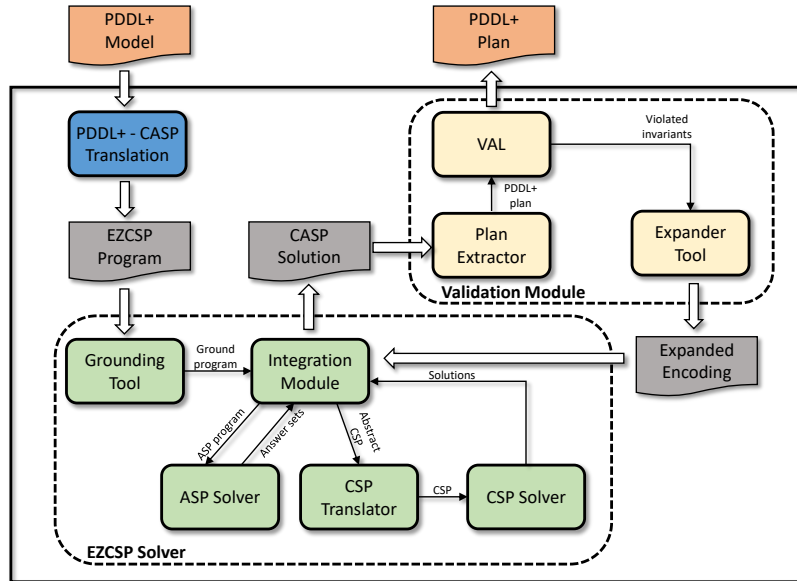 PDDL+
Model
PDDL+
Plan
PDDL+ - CASP
Translation
VAL
Violated
invariants
PDDL+
plan
EZCSP
Program
CASP
Solution
Plan
Extractor
Expander
Tool
Validation Module
Grounding
Tool
Ground
program
Integration
Module
Expanded
Encoding
Solutions
ASP program
Answer sets
Abstract
CSP
ASP Solver
CSP
Translator
CSP
CSP Solver
EZCSP Solver